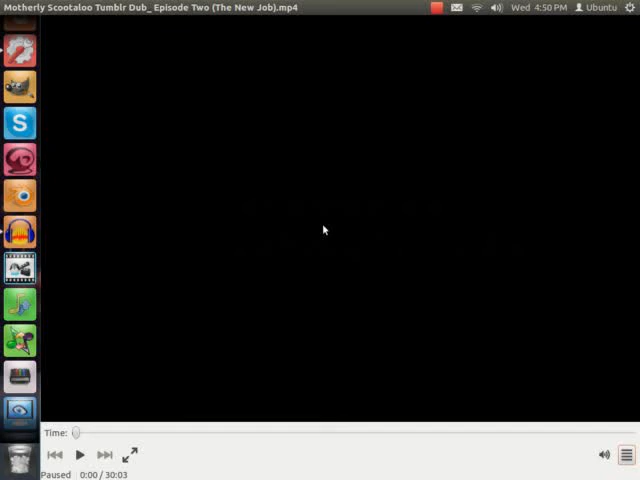 Motherly Scootaloo Tumblr Dub_ Episode Two (The New Job).mp4
Wed 4:50 PM
Ubuntu
S
Time:
Paused
0:00 / 30:03